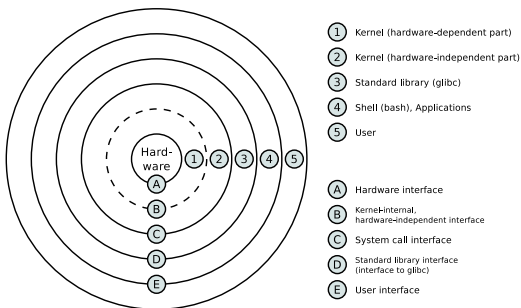 Hard-
ware
1
2
3
4
5
A
B
C
D
E
1 Kernel (hardware-dependent part)
2 Kernel (hardware-independent part)
3 Standard library (glibc)
4 Shell (bash), Applications
5 User
A Hardware interface
B Kernel-internal,
hardware-independent interface
C System call interface
D Standard library interface
(interface to glibc)
E User interface